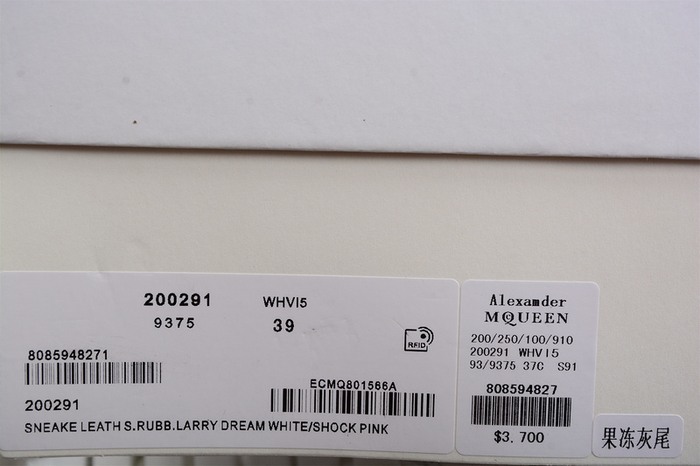 200291 WHVI5
9375 39
RFID
8085948271
ECMQ801566A
200291
SNEAKE LEATH S.RUBB.LARRY DREAM WHITE/SHOCK PINK
Alexamder
MQUEEN
200/250/100/910
200291 WHVI5
93/9375 37C S91
808594827
$3.700
果冻灰尾